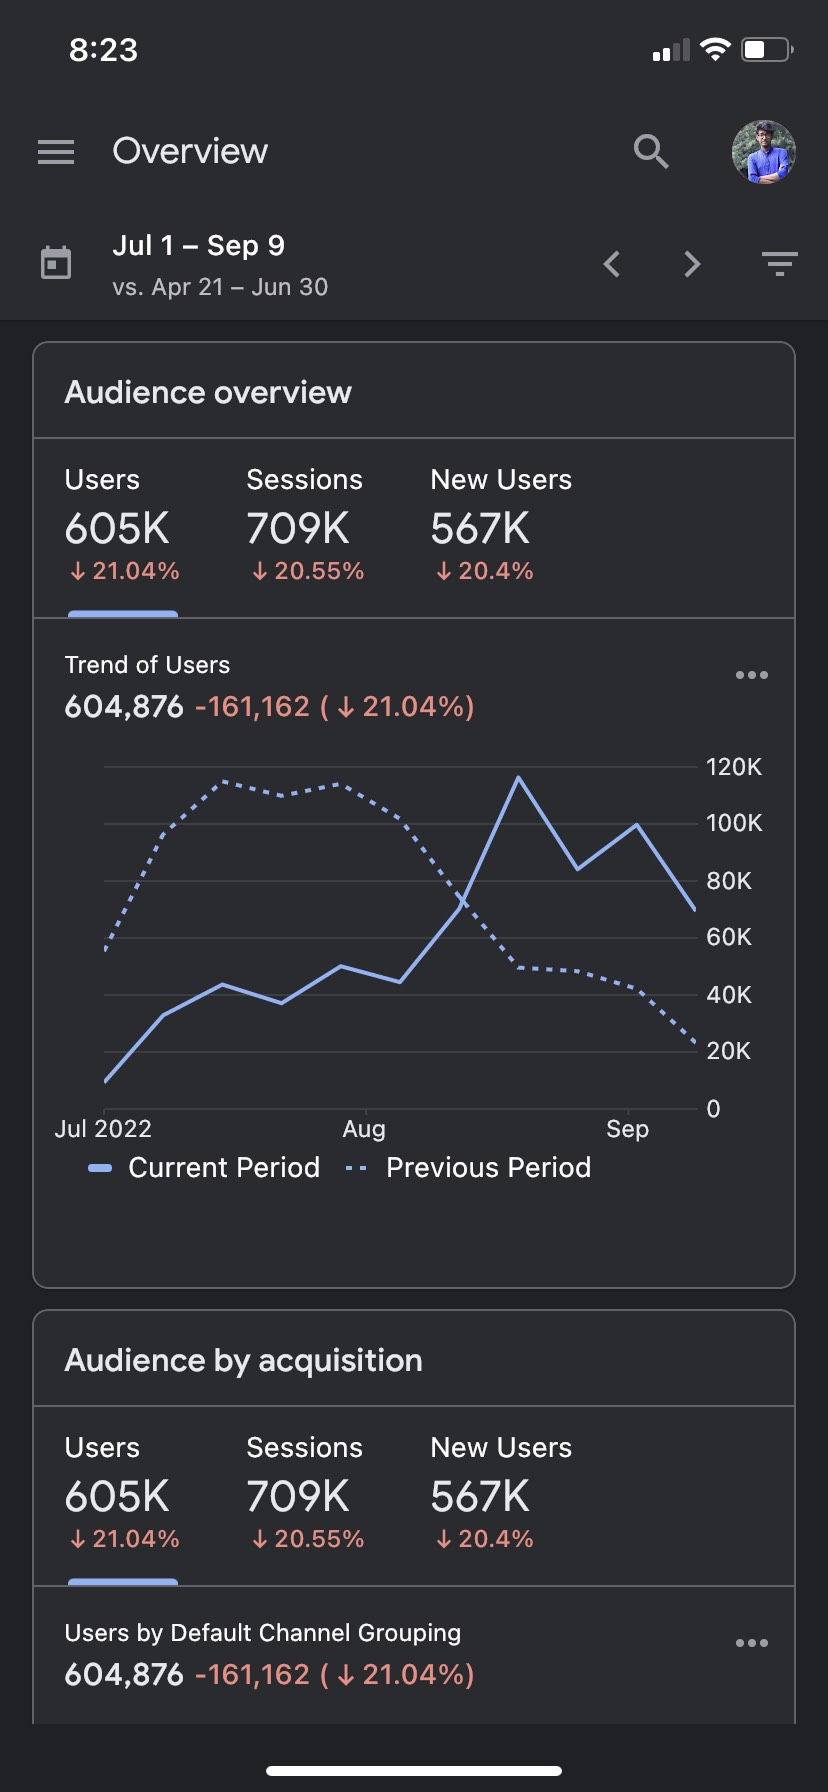 8:23
Overview
Jul 1 – Sep 9
vs. Apr 21 – Jun 30
Audience overview
Users Sessions New Users
605K 709K 567K
↓ 21.04% ↓ 20.55% ↓ 20.4%
Trend of Users
604,876 -161,162 ( ↓ 21.04%)
120K
100K
80K
60K
40K
20K
0
Jul 2022 Aug Sep
Current Period Previous Period
Audience by acquisition
Users Sessions New Users
605K 709K 567K
↓ 21.04% ↓ 20.55% ↓ 20.4%
Users by Default Channel Grouping
604,876 -161,162 ( ↓ 21.04%)